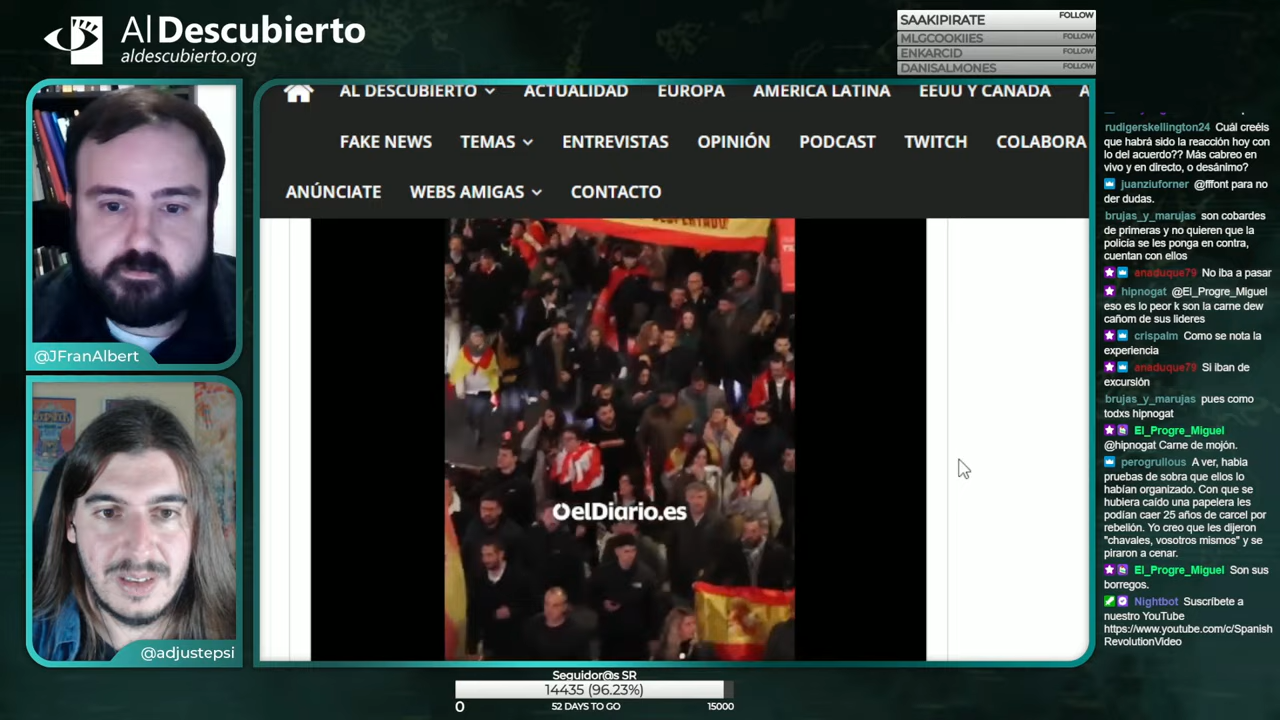 Al Descubierto
aldescubierto.org
SAAKIPIRATE FOLLOW
MLGCOOKIIES FOLLOW
ENKARCID FOLLOW
DANISALMONES FOLLOW
AL DESCUBIERTO ACTUALIDAD EUROPA AMÉRICA LATINA EEUU Y CANADA A
FAKE NEWS TEMAS ENTREVISTAS OPINIÓN PODCAST TWITCH COLABORA
ANÚNCIATE WEBS AMIGAS CONTACTO
@JFranAlbert
@adjustepsi
DESPERTADO
elDiario.es
rudigerskellington24 Cuál creéis
que habrá sido la reacción hoy con
lo del acuerdo?? Más cabreo en
vivo y en directo, o desánimo?
juanziuforner @fffont para no
der dudas.
brujas_y_marujas son cobardes
de primeras y no quieren que la
policía se les ponga en contra,
cuentan con ellos
anaduque79 No iba a pasar
hipnogat @El_Progre_Miguel
eso es lo peor k son la carne dew
cañom de sus lideres
crispalm Como se nota la
experiencia
anaduque79 Si iban de
excursión
brujas_y_marujas pues como
todxs hipnogat
El_Progre_Miguel
@hipnogat Carne de mojón.
perogrullous A ver, habia
pruebas de sobra que ellos lo
habían organizado. Con que se
hubiera caído una papelera les
podían caer 25 años de carcel por
rebelión. Yo creo que les dijeron
"chavales, vosotros mismos" y se
piraron a cenar.
El_Progre_Miguel Son sus
borregos.
Nightbot Suscríbete a
nuestro YouTube
https://www.youtube.com/c/Spanish
RevolutionVideo
Seguidor@s SR
14435 (96.23%)
0 52 DAYS TO GO 15000